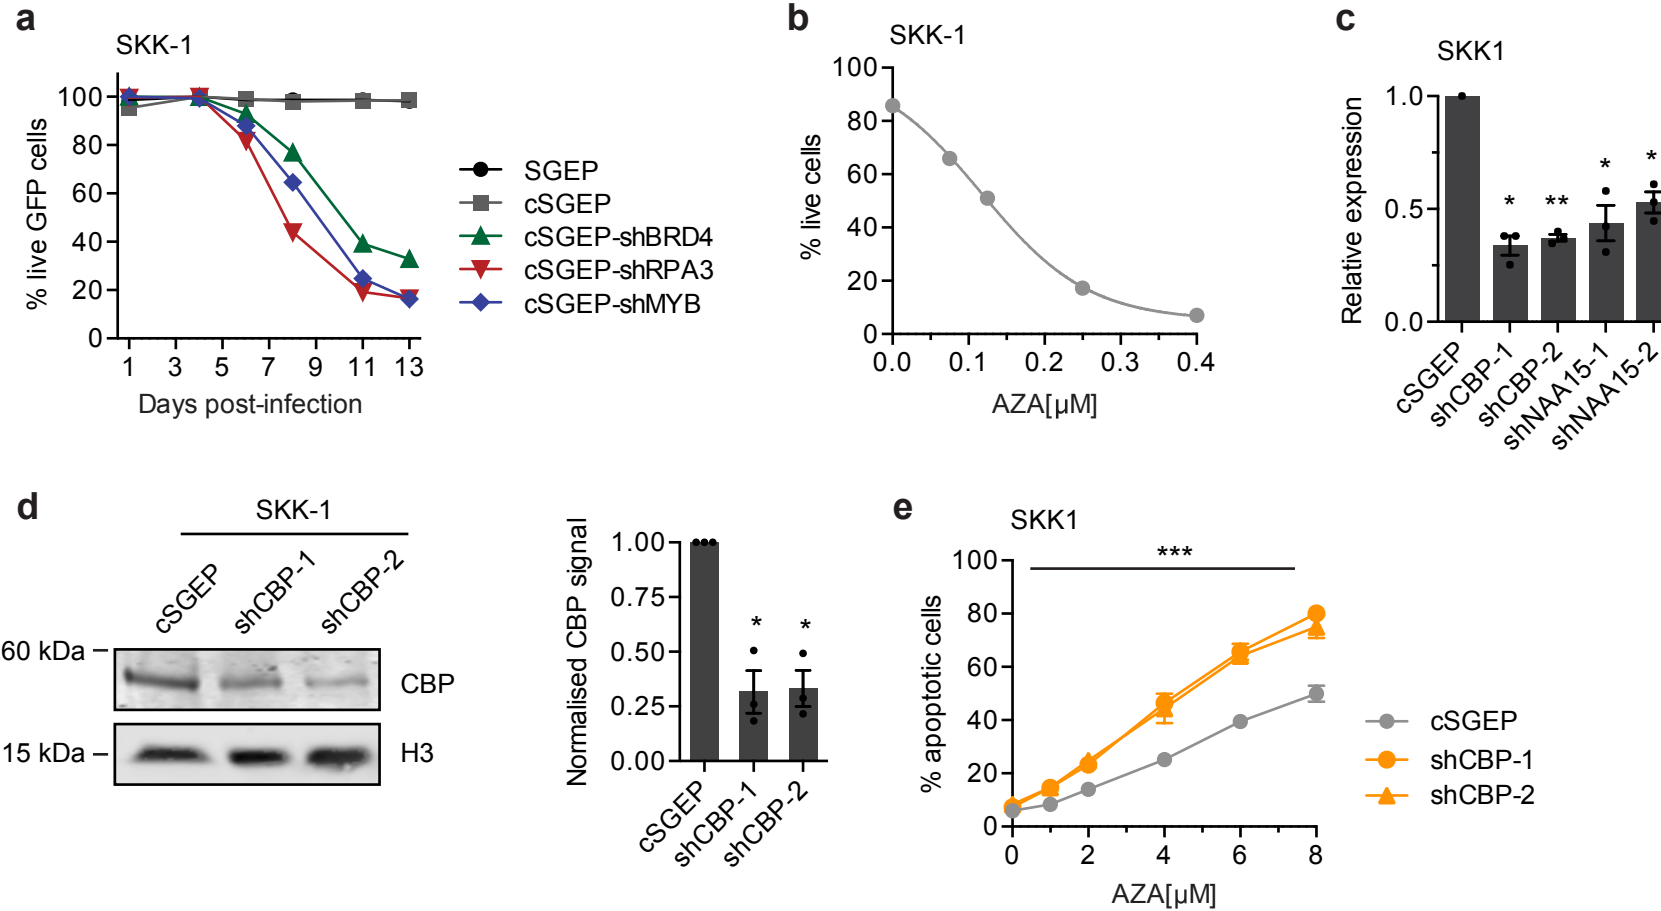 a
SKK-1
% live GFP cells
100
80
60
40
20
0
1 3 5 7 9 11 13
Days post-infection
SGEP
cSGEP
cSGEP-shBRD4
cSGEP-shRPA3
cSGEP-shMYB
b
SKK-1
% live cells
100
80
60
40
20
0
0.0 0.1 0.2 0.3 0.4
AZA[µM]
c
SKK1
Relative expression
1.0
0.5
0.0
* ** * *
cSGEP
shCBP-1
shCBP-2
shNAA15-1
shNAA15-2
d
SKK-1
cSGEP
shCBP-1
shCBP-2
60 kDa
CBP
15 kDa
H3
Normalised CBP signal
1.00
0.75
0.50
0.25
0.00
* *
cSGEP
shCBP-1
shCBP-2
e
SKK1
% apoptotic cells
100
80
60
40
20
0
***
0 2 4 6 8
AZA[µM]
cSGEP
shCBP-1
shCBP-2